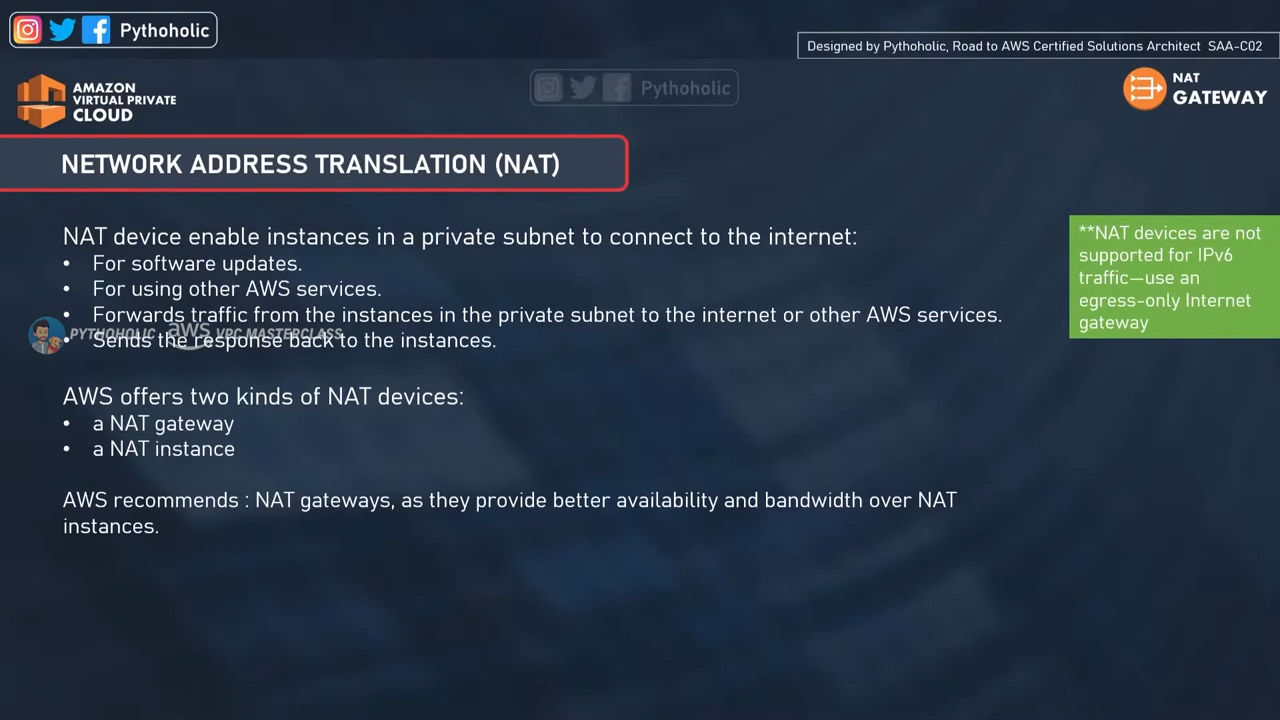 Pythoholic
Designed by Pythoholic, Road to AWS Certified Solutions Architect SAA-C02
AMAZON
VIRTUAL PRIVATE
CLOUD
Pythoholic
NAT
GATEWAY
NETWORK ADDRESS TRANSLATION (NAT)
NAT device enable instances in a private subnet to connect to the internet:
• For software updates.
• For using other AWS services.
• Forwards traffic from the instances in the private subnet to the internet or other AWS services.
PYTHOHOLIC aws VPC MASTERCLASS
• Sends the response back to the instances.
**NAT devices are not
supported for IPv6
traffic—use an
egress-only Internet
gateway
AWS offers two kinds of NAT devices:
• a NAT gateway
• a NAT instance
AWS recommends : NAT gateways, as they provide better availability and bandwidth over NAT
instances.